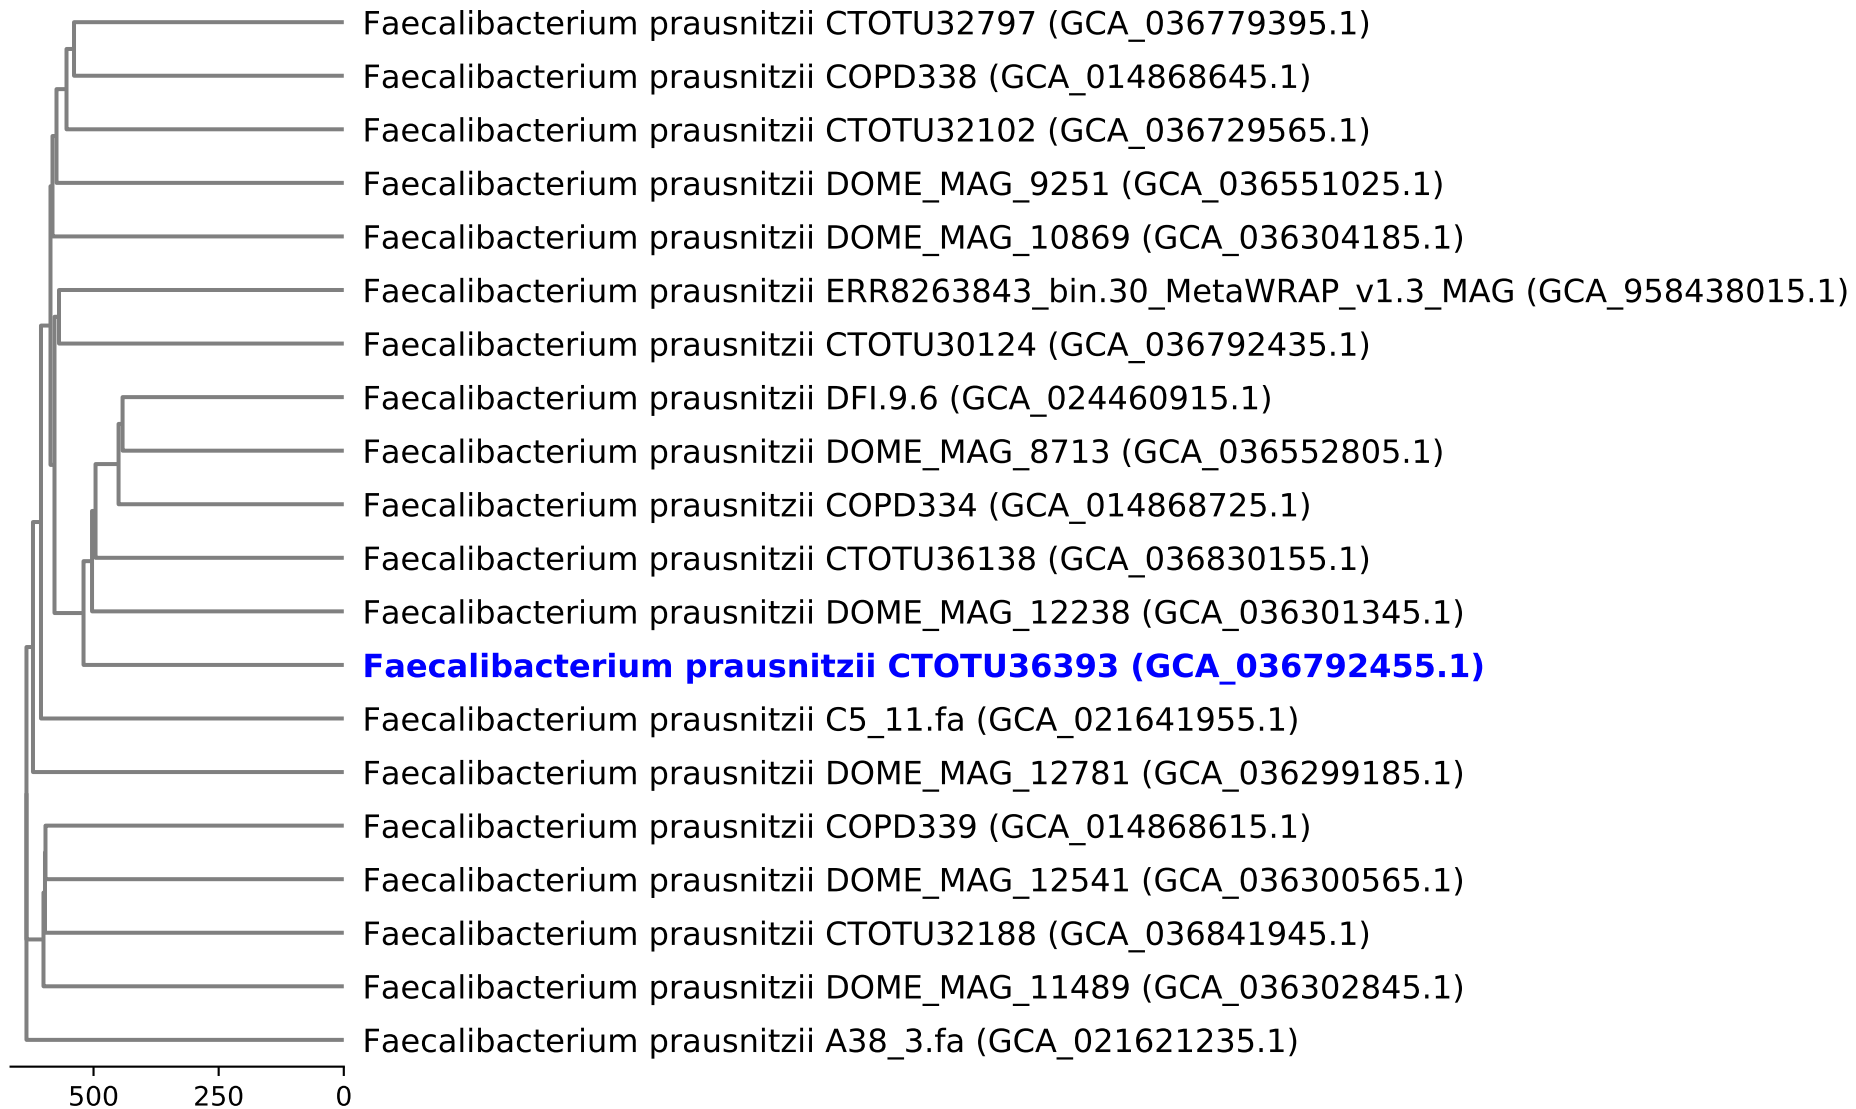 Faecalibacterium prausnitzii CTOTU32797 (GCA_036779395.1)
Faecalibacterium prausnitzii COPD338 (GCA_014868645.1)
Faecalibacterium prausnitzii CTOTU32102 (GCA_036729565.1)
Faecalibacterium prausnitzii DOME_MAG_9251 (GCA_036551025.1)
Faecalibacterium prausnitzii DOME_MAG_10869 (GCA_036304185.1)
Faecalibacterium prausnitzii ERR8263843_bin.30_MetaWRAP_v1.3_MAG (GCA_958438015.1)
Faecalibacterium prausnitzii CTOTU30124 (GCA_036792435.1)
Faecalibacterium prausnitzii DFI.9.6 (GCA_024460915.1)
Faecalibacterium prausnitzii DOME_MAG_8713 (GCA_036552805.1)
Faecalibacterium prausnitzii COPD334 (GCA_014868725.1)
Faecalibacterium prausnitzii CTOTU36138 (GCA_036830155.1)
Faecalibacterium prausnitzii DOME_MAG_12238 (GCA_036301345.1)
Faecalibacterium prausnitzii CTOTU36393 (GCA_036792455.1)
Faecalibacterium prausnitzii C5_11.fa (GCA_021641955.1)
Faecalibacterium prausnitzii DOME_MAG_12781 (GCA_036299185.1)
Faecalibacterium prausnitzii COPD339 (GCA_014868615.1)
Faecalibacterium prausnitzii DOME_MAG_12541 (GCA_036300565.1)
Faecalibacterium prausnitzii CTOTU32188 (GCA_036841945.1)
Faecalibacterium prausnitzii DOME_MAG_11489 (GCA_036302845.1)
Faecalibacterium prausnitzii A38_3.fa (GCA_021621235.1)
500 250 0